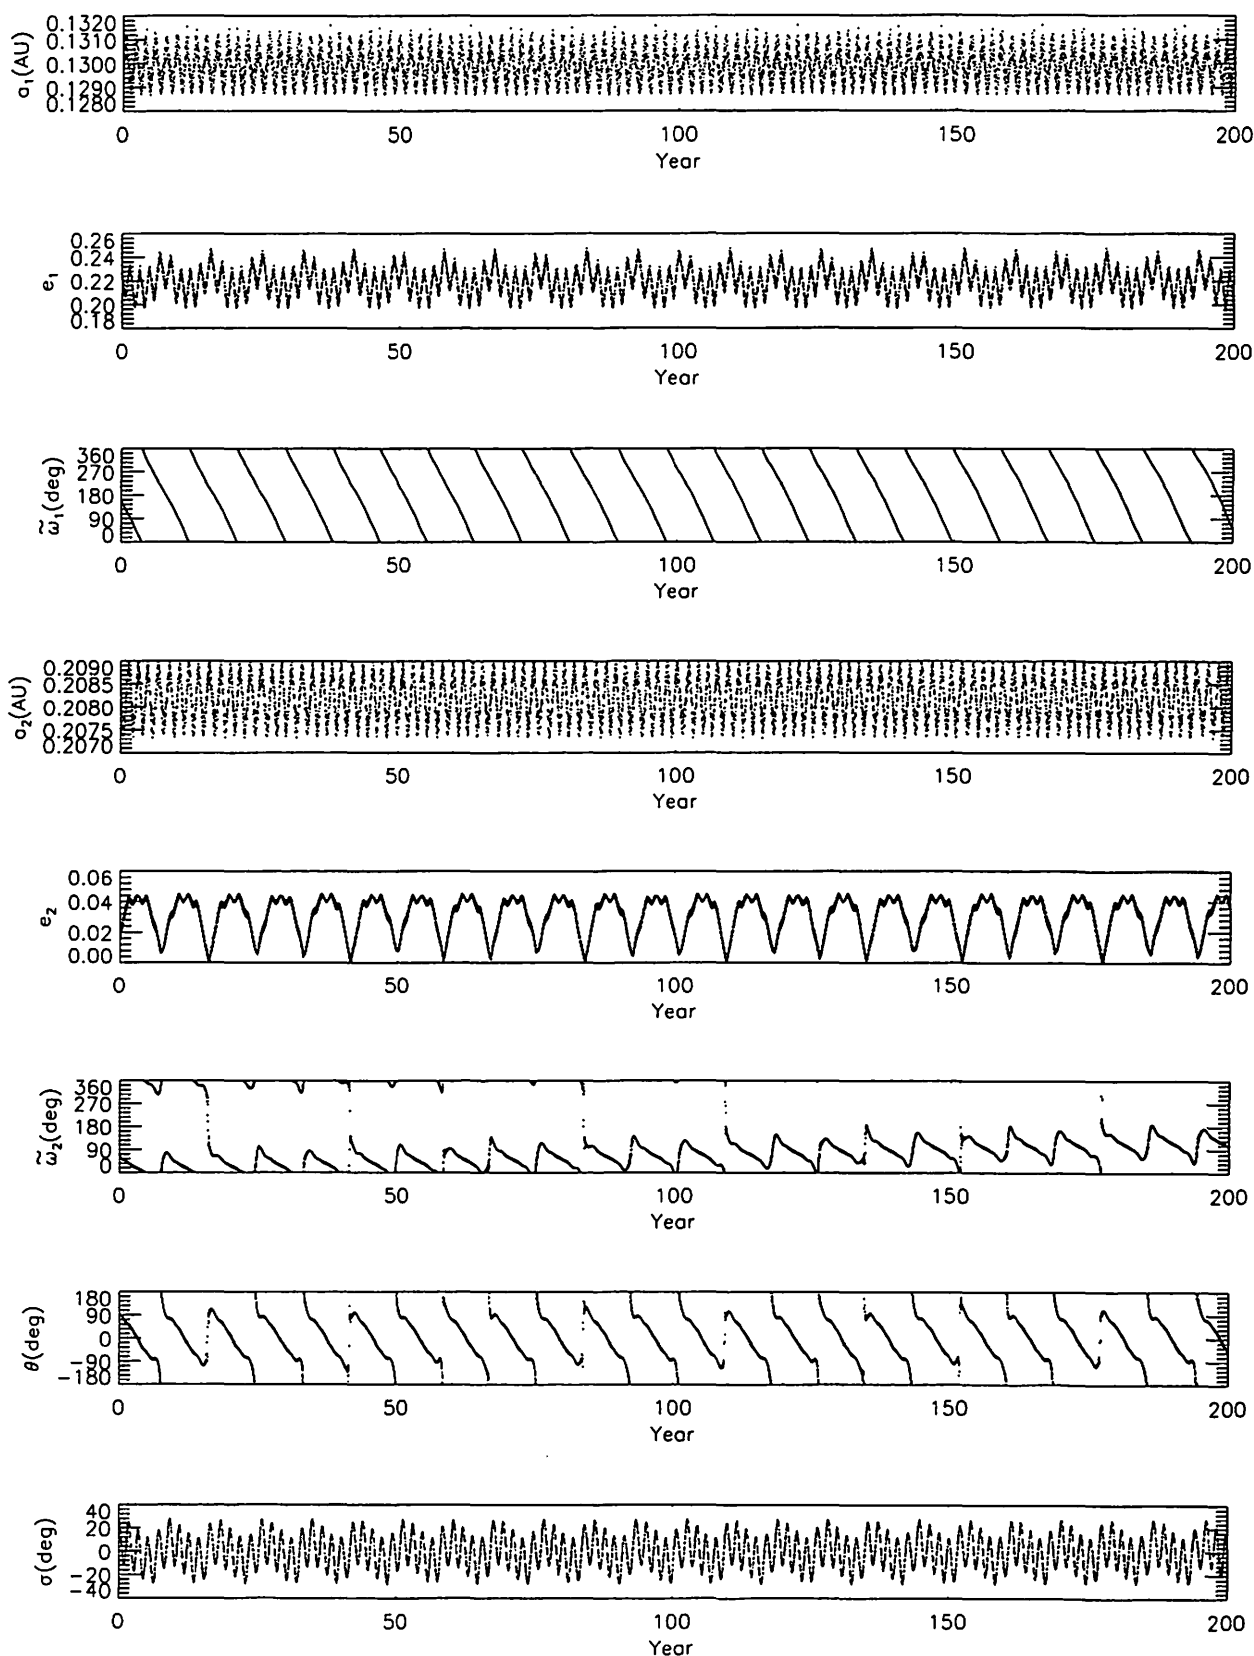 a₁(AU)
0.1320
0.1310
0.1300
0.1290
0.1280
0 50 100 150 200
Year
e₁
0.26
0.24
0.22
0.20
0.18
0 50 100 150 200
Year
ω̃₁(deg)
360
270
180
90
0
0 50 100 150 200
Year
a₂(AU)
0.2090
0.2085
0.2080
0.2075
0.2070
0 50 100 150 200
Year
e₂
0.06
0.04
0.02
0.00
0 50 100 150 200
Year
ω̃₂(deg)
360
270
180
90
0
0 50 100 150 200
Year
θ(deg)
180
90
0
−90
−180
0 50 100 150 200
Year
σ(deg)
40
20
0
−20
−40
0 50 100 150 200
Year